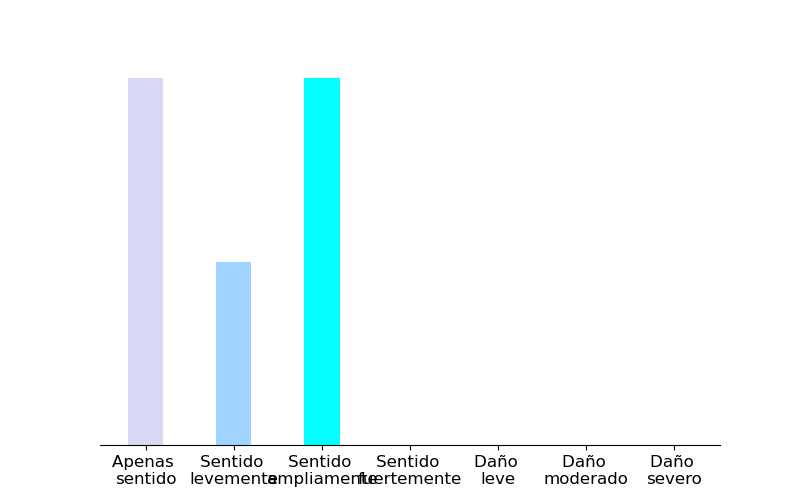 Apenas sentido
Sentido levemente
Sentido ampliamente
Sentido fuertemente
Daño leve
Daño moderado
Daño severo